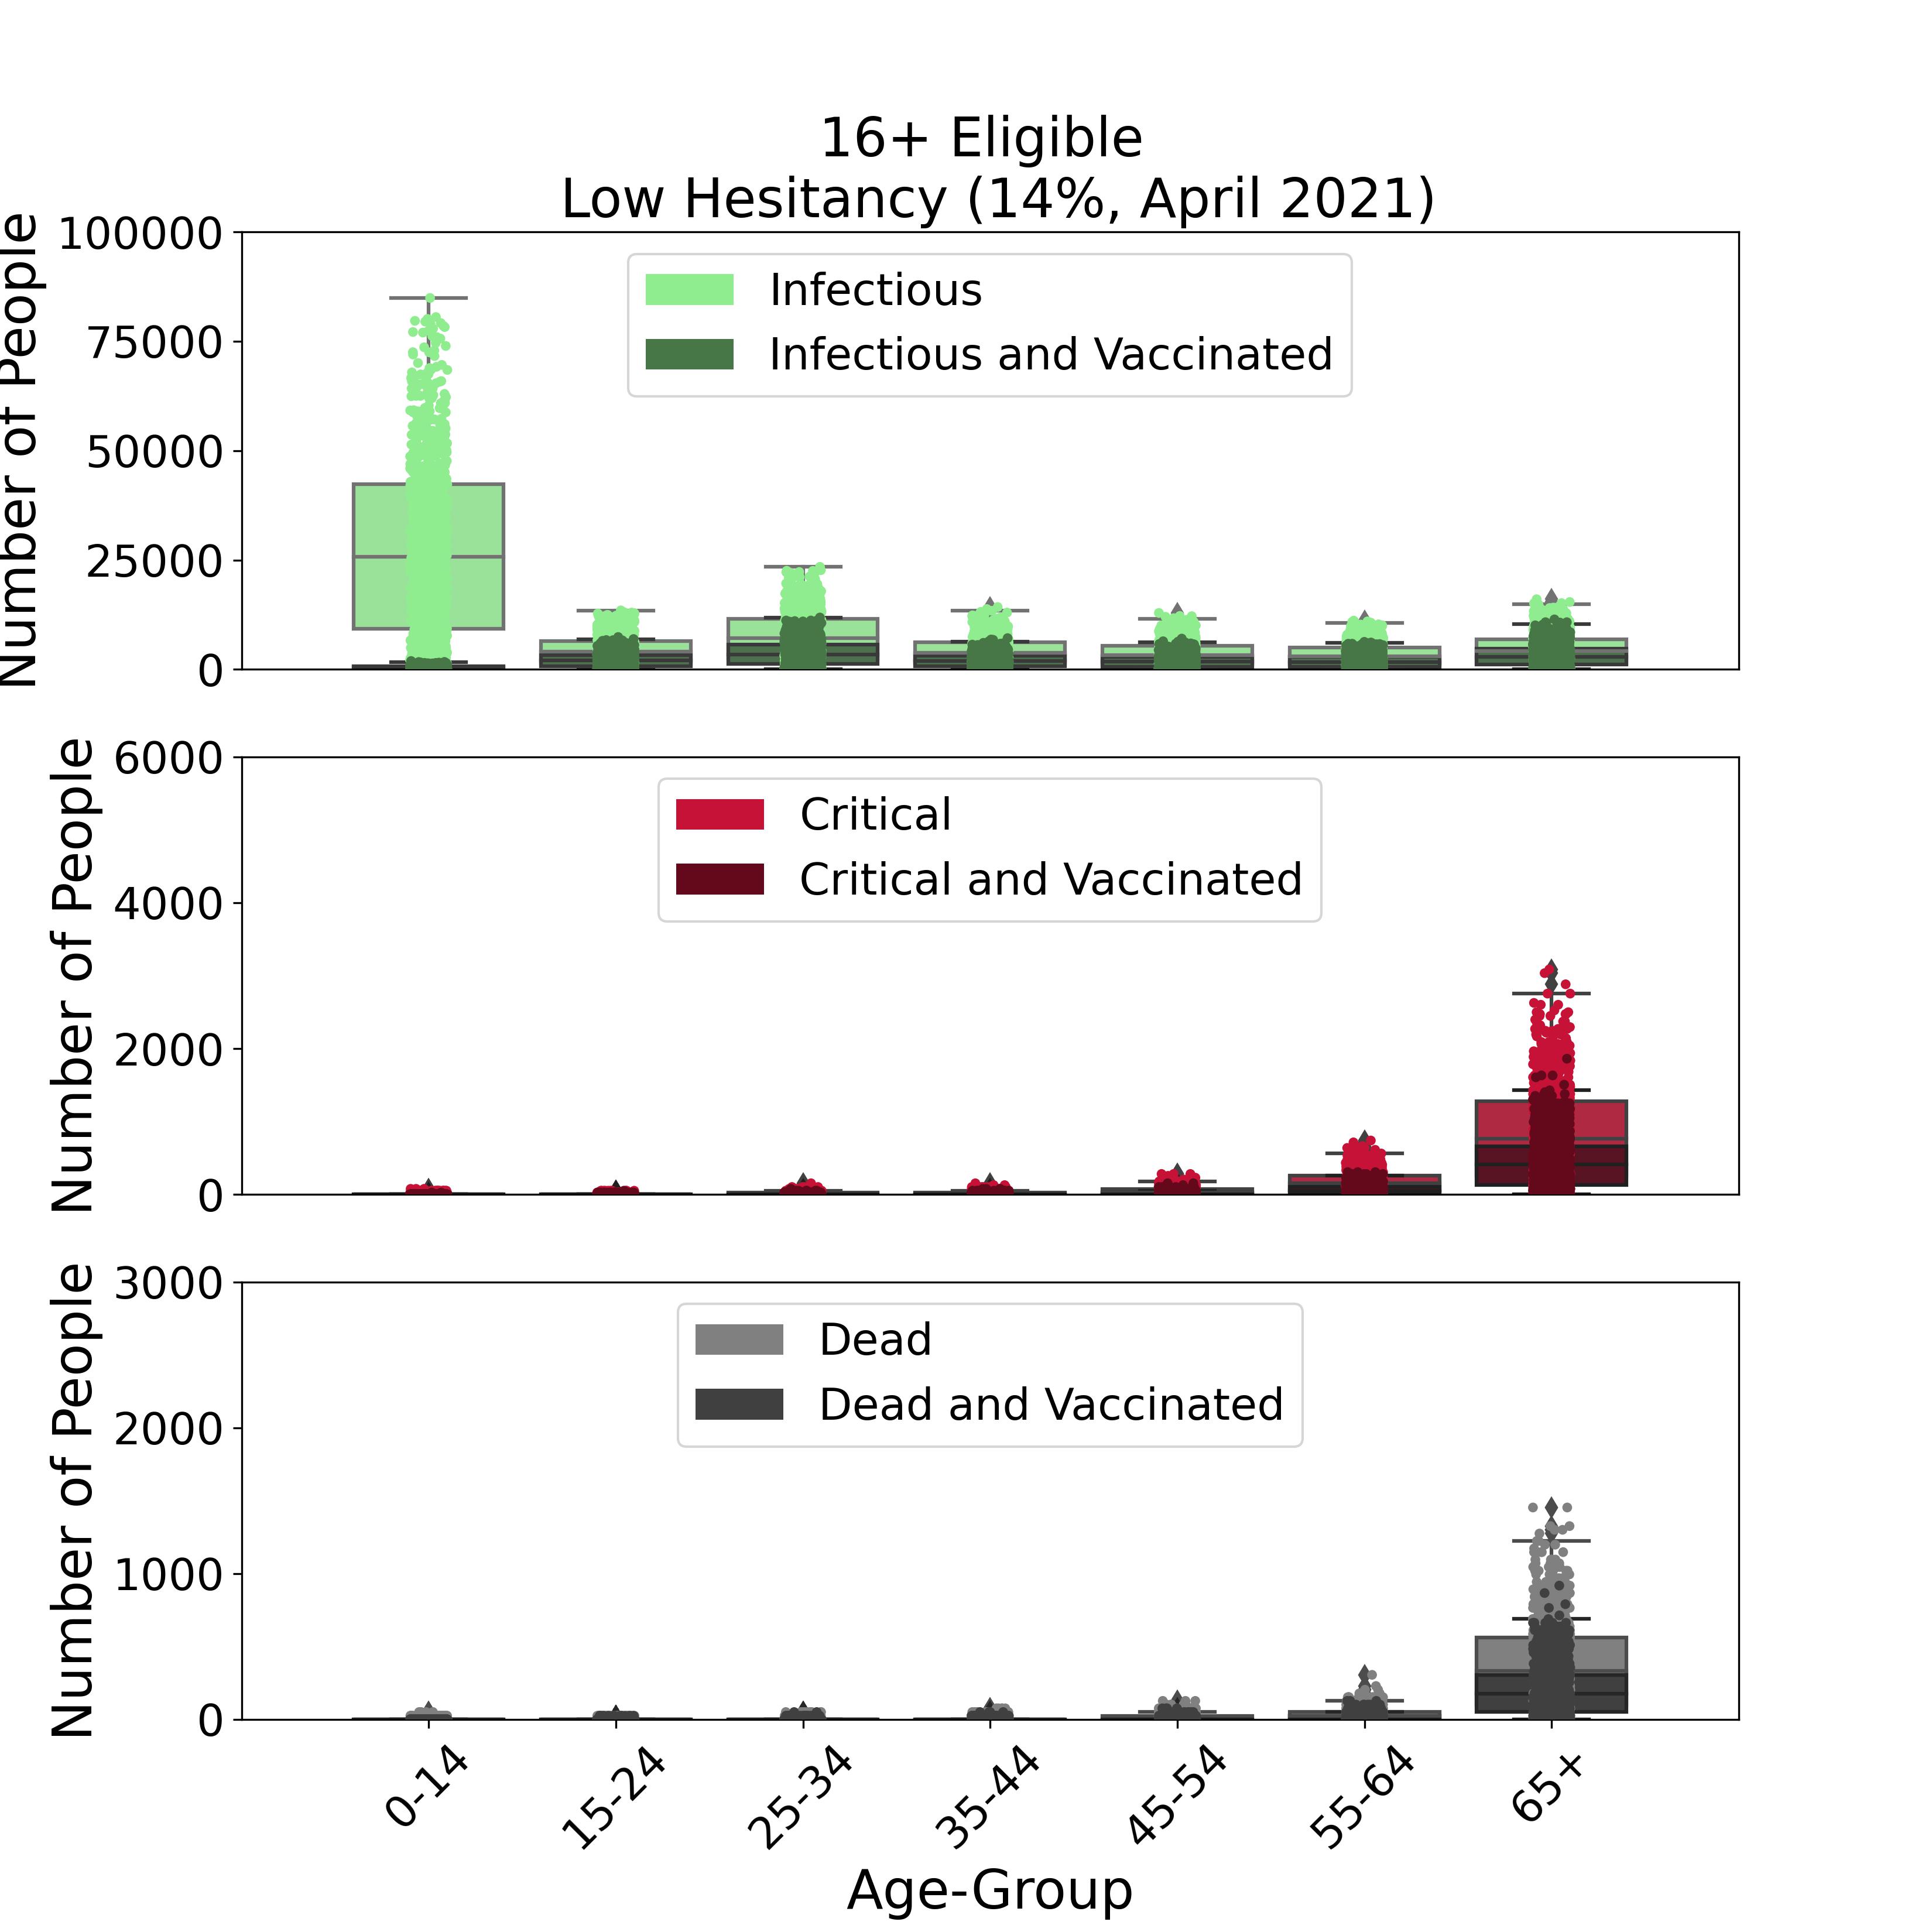 16+ Eligible
Low Hesitancy (14%, April 2021)
Number of People
100000
75000
50000
25000
0
Infectious
Infectious and Vaccinated
Number of People
6000
4000
2000
0
Critical
Critical and Vaccinated
Number of People
3000
2000
1000
0
Dead
Dead and Vaccinated
0-14
15-24
25-34
35-44
45-54
55-64
65+
Age-Group